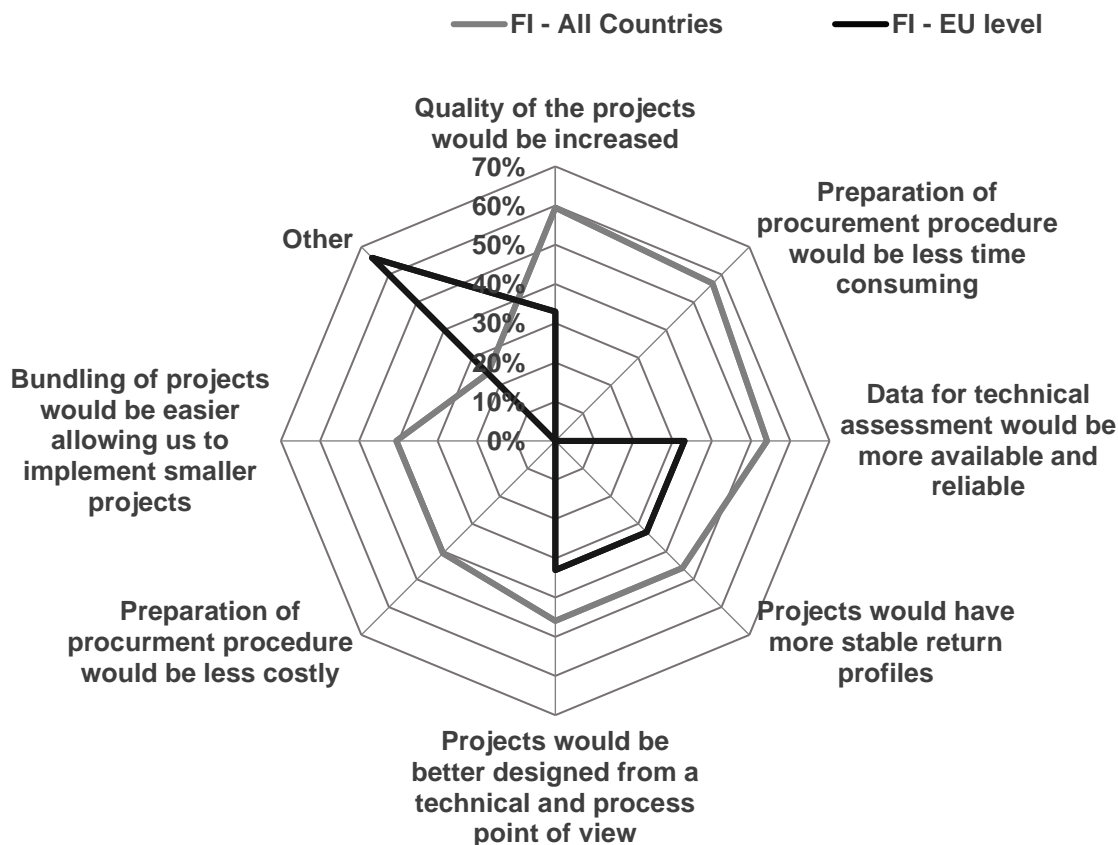 FI - All Countries
FI - EU level
Quality of the projects
would be increased
70%
60%
50%
40%
30%
20%
10%
0%
Preparation of
procurement procedure
would be less time
consuming
Data for technical
assessment would be
more available and
reliable
Projects would have
more stable return
profiles
Projects would be
better designed from a
technical and process
point of view
Preparation of
procurment procedure
would be less costly
Bundling of projects
would be easier
allowing us to
implement smaller
projects
Other